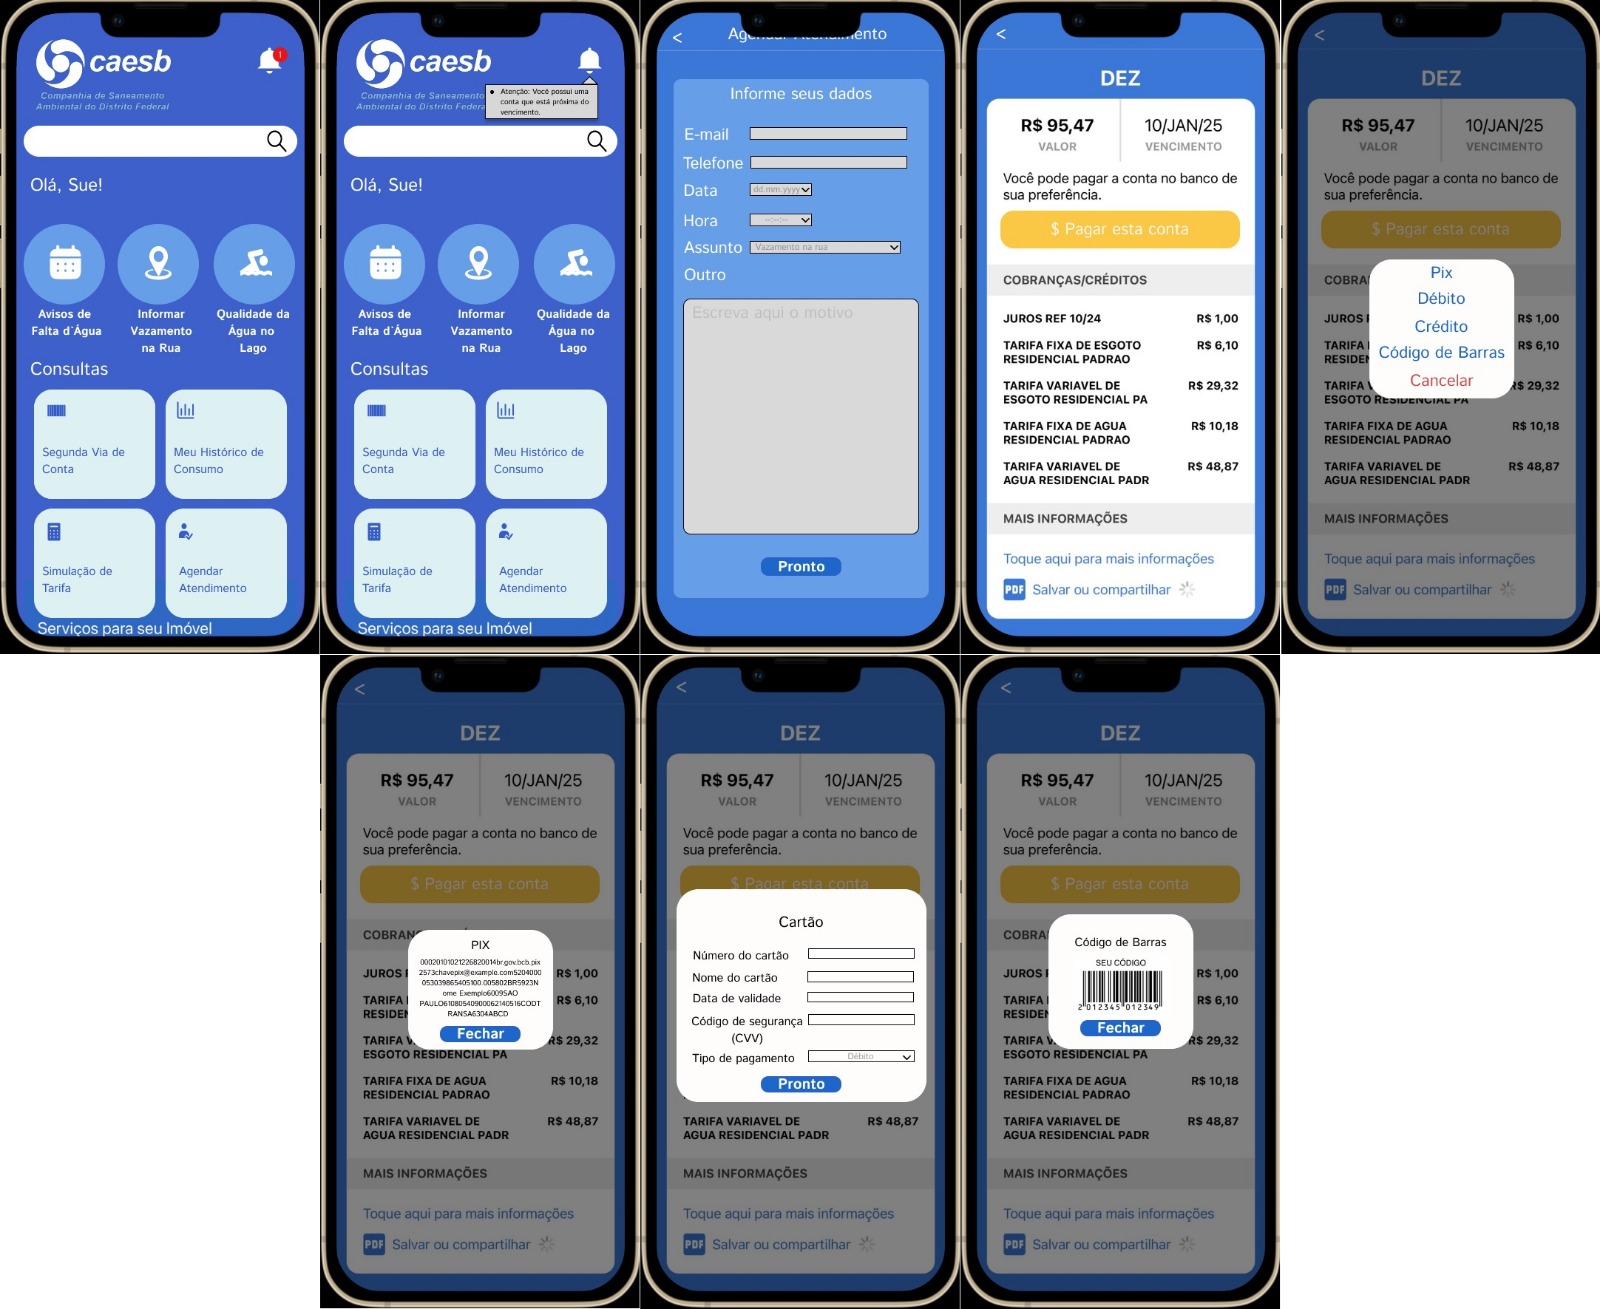 caesb
Companhia de Saneamento
Ambiental do Distrito Federal
1
Olá, Sue!
Avisos de
Falta d`Água
Informar
Vazamento
na Rua
Qualidade da
Água no
Lago
Consultas
Segunda Via de
Conta
Meu Histórico de
Consumo
Simulação de
Tarifa
Agendar
Atendimento
Serviços para seu Imóvel
caesb
Companhia de Saneamento
Ambiental do Distrito Federal
Atenção: Você possui uma
conta que está próxima do
vencimento.
Olá, Sue!
Avisos de
Falta d`Água
Informar
Vazamento
na Rua
Qualidade da
Água no
Lago
Consultas
Segunda Via de
Conta
Meu Histórico de
Consumo
Simulação de
Tarifa
Agendar
Atendimento
Serviços para seu Imóvel
< Agendar Atendimento
Informe seus dados
E-mail
Telefone
Data dd.mm.yyyy
Hora --:--:--
Assunto Vazamento na rua
Outro
Escreva aqui o motivo
Pronto
<
DEZ
R$ 95,47 10/JAN/25
VALOR VENCIMENTO
Você pode pagar a conta no banco de
sua preferência.
$ Pagar esta conta
COBRANÇAS/CRÉDITOS
JUROS REF 10/24 R$ 1,00
TARIFA FIXA DE ESGOTO R$ 6,10
RESIDENCIAL PADRAO
TARIFA VARIAVEL DE R$ 29,32
ESGOTO RESIDENCIAL PA
TARIFA FIXA DE AGUA R$ 10,18
RESIDENCIAL PADRAO
TARIFA VARIAVEL DE R$ 48,87
AGUA RESIDENCIAL PADR
MAIS INFORMAÇÕES
Toque aqui para mais informações
PDF Salvar ou compartilhar
<
DEZ
R$ 95,47 10/JAN/25
VALOR VENCIMENTO
Você pode pagar a conta no banco de
sua preferência.
$ Pagar esta conta
COBRAN
Pix
Débito
Crédito
Código de Barras
Cancelar
JUROS R R$ 1,00
TARIFA R$ 6,10
RESIDEN
TARIFA R$ 29,32
ESGOTO RESIDENCIAL PA
TARIFA FIXA DE AGUA R$ 10,18
RESIDENCIAL PADRAO
TARIFA VARIAVEL DE R$ 48,87
AGUA RESIDENCIAL PADR
MAIS INFORMAÇÕES
Toque aqui para mais informações
PDF Salvar ou compartilhar
<
DEZ
R$ 95,47 10/JAN/25
VALOR VENCIMENTO
Você pode pagar a conta no banco de
sua preferência.
$ Pagar esta conta
COBRAN
PIX
00020101021226820014br.gov.bcb.pix
2573chavepix@example.com5204000
053039865405100.005802BR5923N
ome Exemplo6009SAO
PAULO61080540900062140516CODT
RANSA6304ABCD
Fechar
JUROS R R$ 1,00
TARIFA R$ 6,10
RESIDEN
TARIFA V R$ 29,32
ESGOTO RESIDENCIAL PA
TARIFA FIXA DE AGUA R$ 10,18
RESIDENCIAL PADRAO
TARIFA VARIAVEL DE R$ 48,87
AGUA RESIDENCIAL PADR
MAIS INFORMAÇÕES
Toque aqui para mais informações
PDF Salvar ou compartilhar
<
DEZ
R$ 95,47 10/JAN/25
VALOR VENCIMENTO
Você pode pagar a conta no banco de
sua preferência.
$ Pagar esta conta
Cartão
Número do cartão
Nome do cartão
Data de validade
Código de segurança
(CVV)
Tipo de pagamento Débito
Pronto
TARIFA VARIAVEL DE R$ 48,87
AGUA RESIDENCIAL PADR
MAIS INFORMAÇÕES
Toque aqui para mais informações
PDF Salvar ou compartilhar
<
DEZ
R$ 95,47 10/JAN/25
VALOR VENCIMENTO
Você pode pagar a conta no banco de
sua preferência.
$ Pagar esta conta
COBRA
Código de Barras
SEU CÓDIGO
2 012345 012349
Fechar
JUROS R R$ 1,00
TARIFA R$ 6,10
RESIDEN
TARIFA V R$ 29,32
ESGOTO RESIDENCIAL PA
TARIFA FIXA DE AGUA R$ 10,18
RESIDENCIAL PADRAO
TARIFA VARIAVEL DE R$ 48,87
AGUA RESIDENCIAL PADR
MAIS INFORMAÇÕES
Toque aqui para mais informações
PDF Salvar ou compartilhar